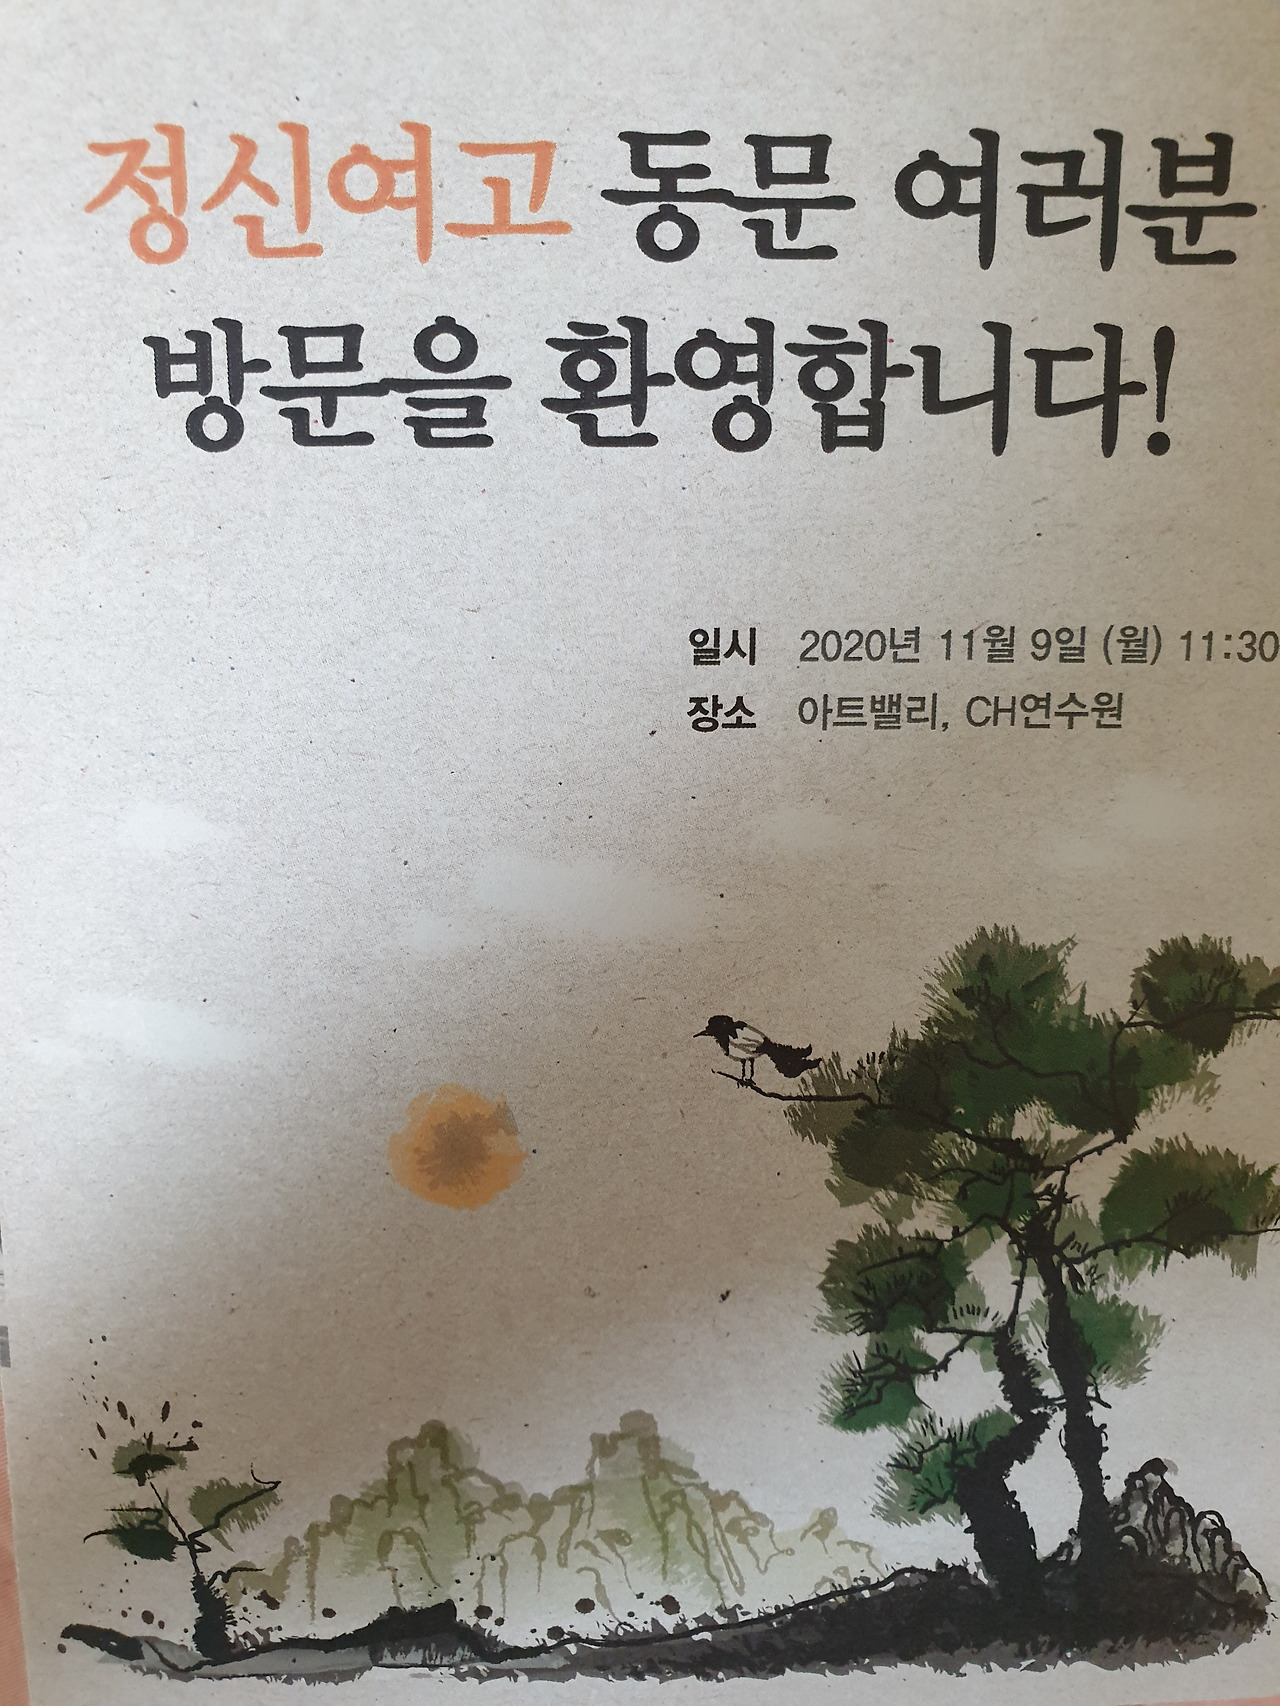 정신여고 동문 여러분
방문을 환영합니다!
일시 2020년 11월 9일 (월) 11:30
장소 아트밸리, CH연수원